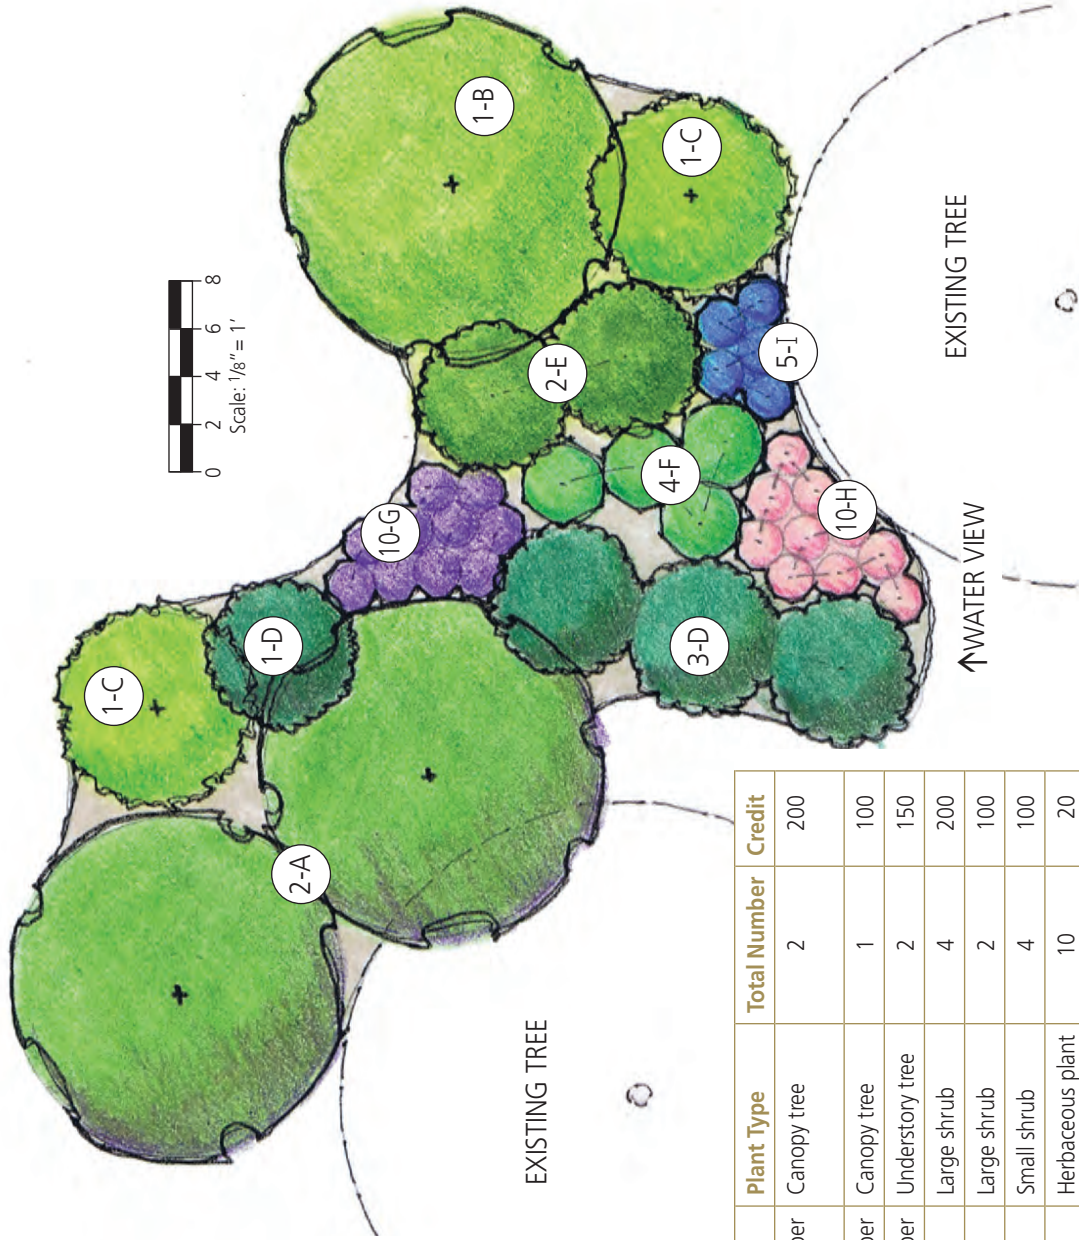 1-B
1-C
0 2 4 6 8
Scale: 1/8" = 1'
EXISTING TREE
2-E
5-I
4-F
10-G
10-H
↑WATER VIEW
1-D
3-D
1-C
2-A
EXISTING TREE
Plant Type Total Number Credit
Canopy tree 2 200
Canopy tree 1 100
Understory tree 2 150
Large shrub 4 200
Large shrub 2 100
Small shrub 4 100
Herbaceous plant 10 20